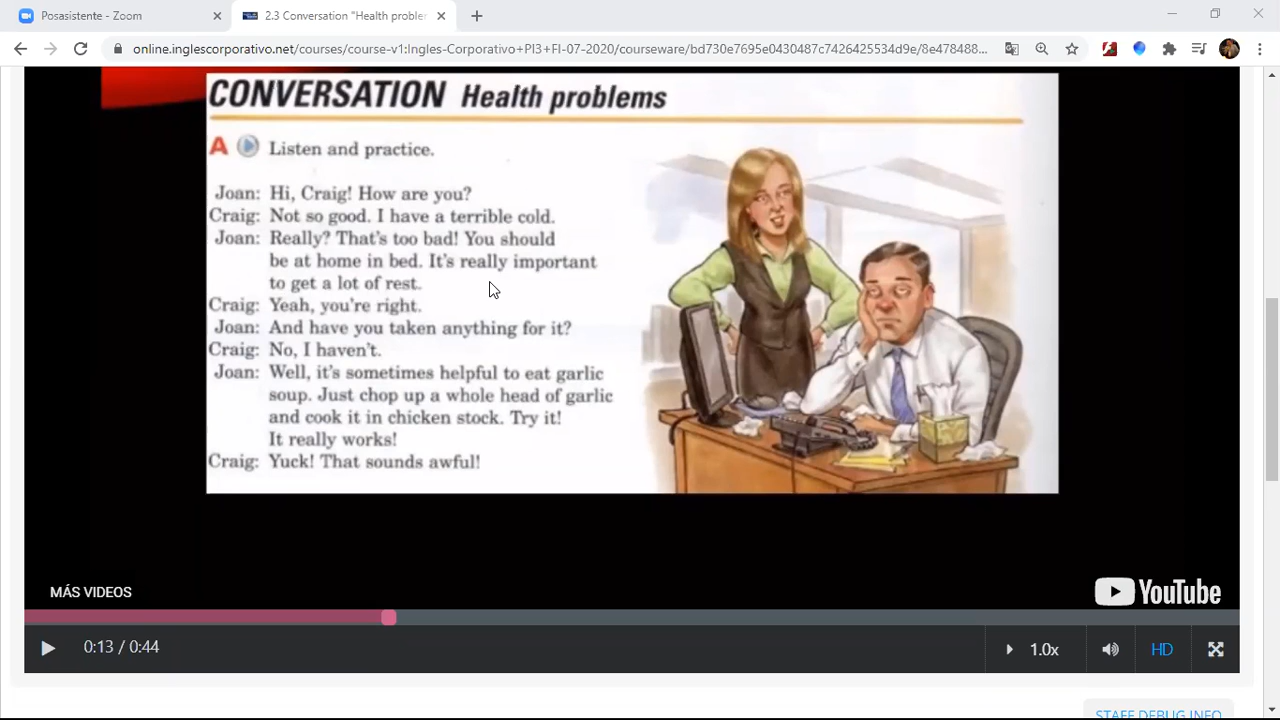 Posasistente - Zoom
2.3 Conversation "Health probler
online.inglescorporativo.net/courses/course-v1:Ingles-Corporativo+PI3+FI-07-2020/courseware/bd730e7695e0430487c7426425534d9e/8e478488...
CONVERSATION Health problems
A Listen and practice.
Joan: Hi, Craig! How are you?
Craig: Not so good. I have a terrible cold.
Joan: Really? That's too bad! You should
be at home in bed. It's really important
to get a lot of rest.
Craig: Yeah, you're right.
Joan: And have you taken anything for it?
Craig: No, I haven't.
Joan: Well, it's sometimes helpful to eat garlic
soup. Just chop up a whole head of garlic
and cook it in chicken stock. Try it!
It really works!
Craig: Yuck! That sounds awful!
MÁS VIDEOS
YouTube
0:13 / 0:44
1.0x
HD
STAFF DEBUG INFO